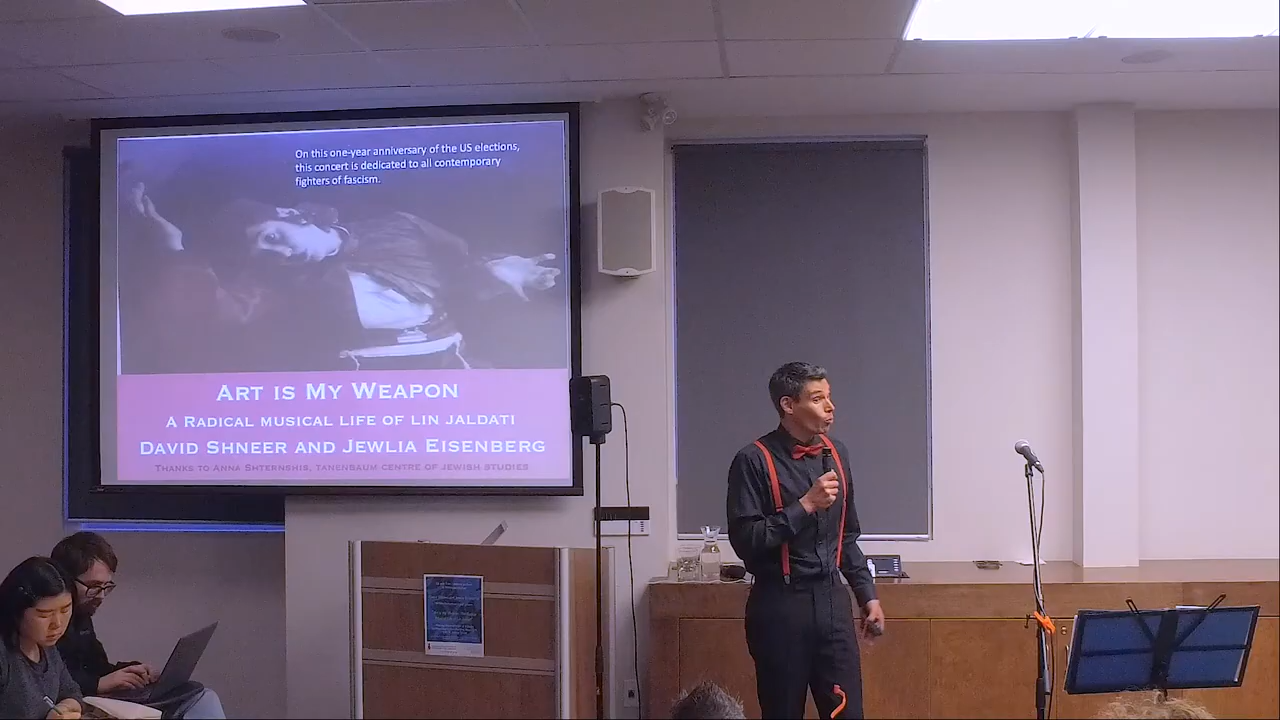 On this one-year anniversary of the US elections,
this concert is dedicated to all contemporary
fighters of fascism.
ART IS MY WEAPON
A RADICAL MUSICAL LIFE OF LIN JALDATI
DAVID SHNEER AND JEWLIA EISENBERG
THANKS TO ANNA SHTERNSHIS, TANENBAUM CENTRE OF JEWISH STUDIES